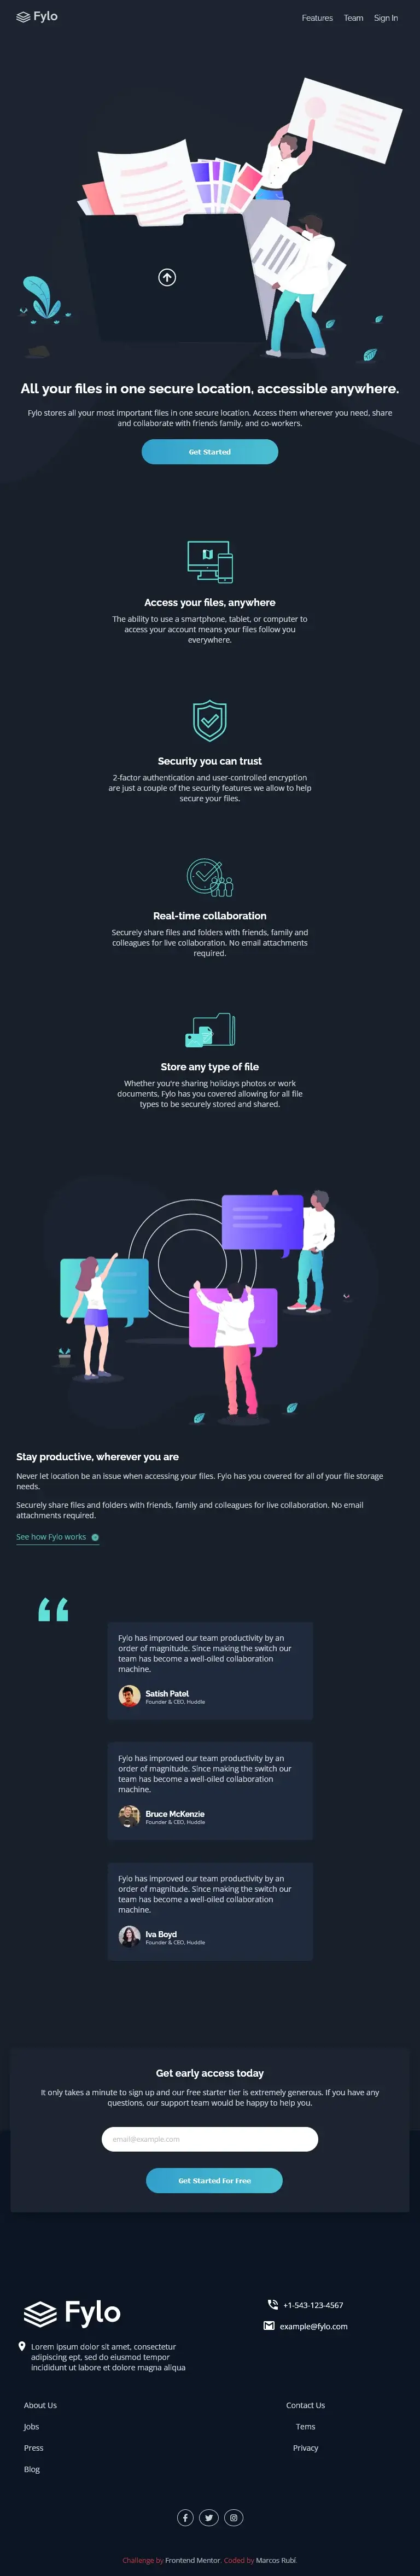 Fylo
Features Team Sign In
All your files in one secure location, accessible anywhere.
Fylo stores all your most important files in one secure location. Access them wherever you need, share
and collaborate with friends family, and co-workers.
Get Started
Access your files, anywhere
The ability to use a smartphone, tablet, or computer to
access your account means your files follow you
everywhere.
Security you can trust
2-factor authentication and user-controlled encryption
are just a couple of the security features we allow to help
secure your files.
Real-time collaboration
Securely share files and folders with friends, family and
colleagues for live collaboration. No email attachments
required.
Store any type of file
Whether you're sharing holidays photos or work
documents, Fylo has you covered allowing for all file
types to be securely stored and shared.
Stay productive, wherever you are
Never let location be an issue when accessing your files. Fylo has you covered for all of your file storage
needs.
Securely share files and folders with friends, family and colleagues for live collaboration. No email
attachments required.
See how Fylo works
Fylo has improved our team productivity by an
order of magnitude. Since making the switch our
team has become a well-oiled collaboration
machine.
Satish Patel
Founder & CEO, Huddle
Fylo has improved our team productivity by an
order of magnitude. Since making the switch our
team has become a well-oiled collaboration
machine.
Bruce McKenzie
Founder & CEO, Huddle
Fylo has improved our team productivity by an
order of magnitude. Since making the switch our
team has become a well-oiled collaboration
machine.
Iva Boyd
Founder & CEO, Huddle
Get early access today
It only takes a minute to sign up and our free starter tier is extremely generous. If you have any
questions, our support team would be happy to help you.
email@example.com
Get Started For Free
Fylo
Lorem ipsum dolor sit amet, consectetur
adipiscing ept, sed do eiusmod tempor
incididunt ut labore et dolore magna aliqua
+1-543-123-4567
example@fylo.com
About Us
Jobs
Press
Blog
Contact Us
Tems
Privacy
Challenge by Frontend Mentor. Coded by Marcos Rubí.